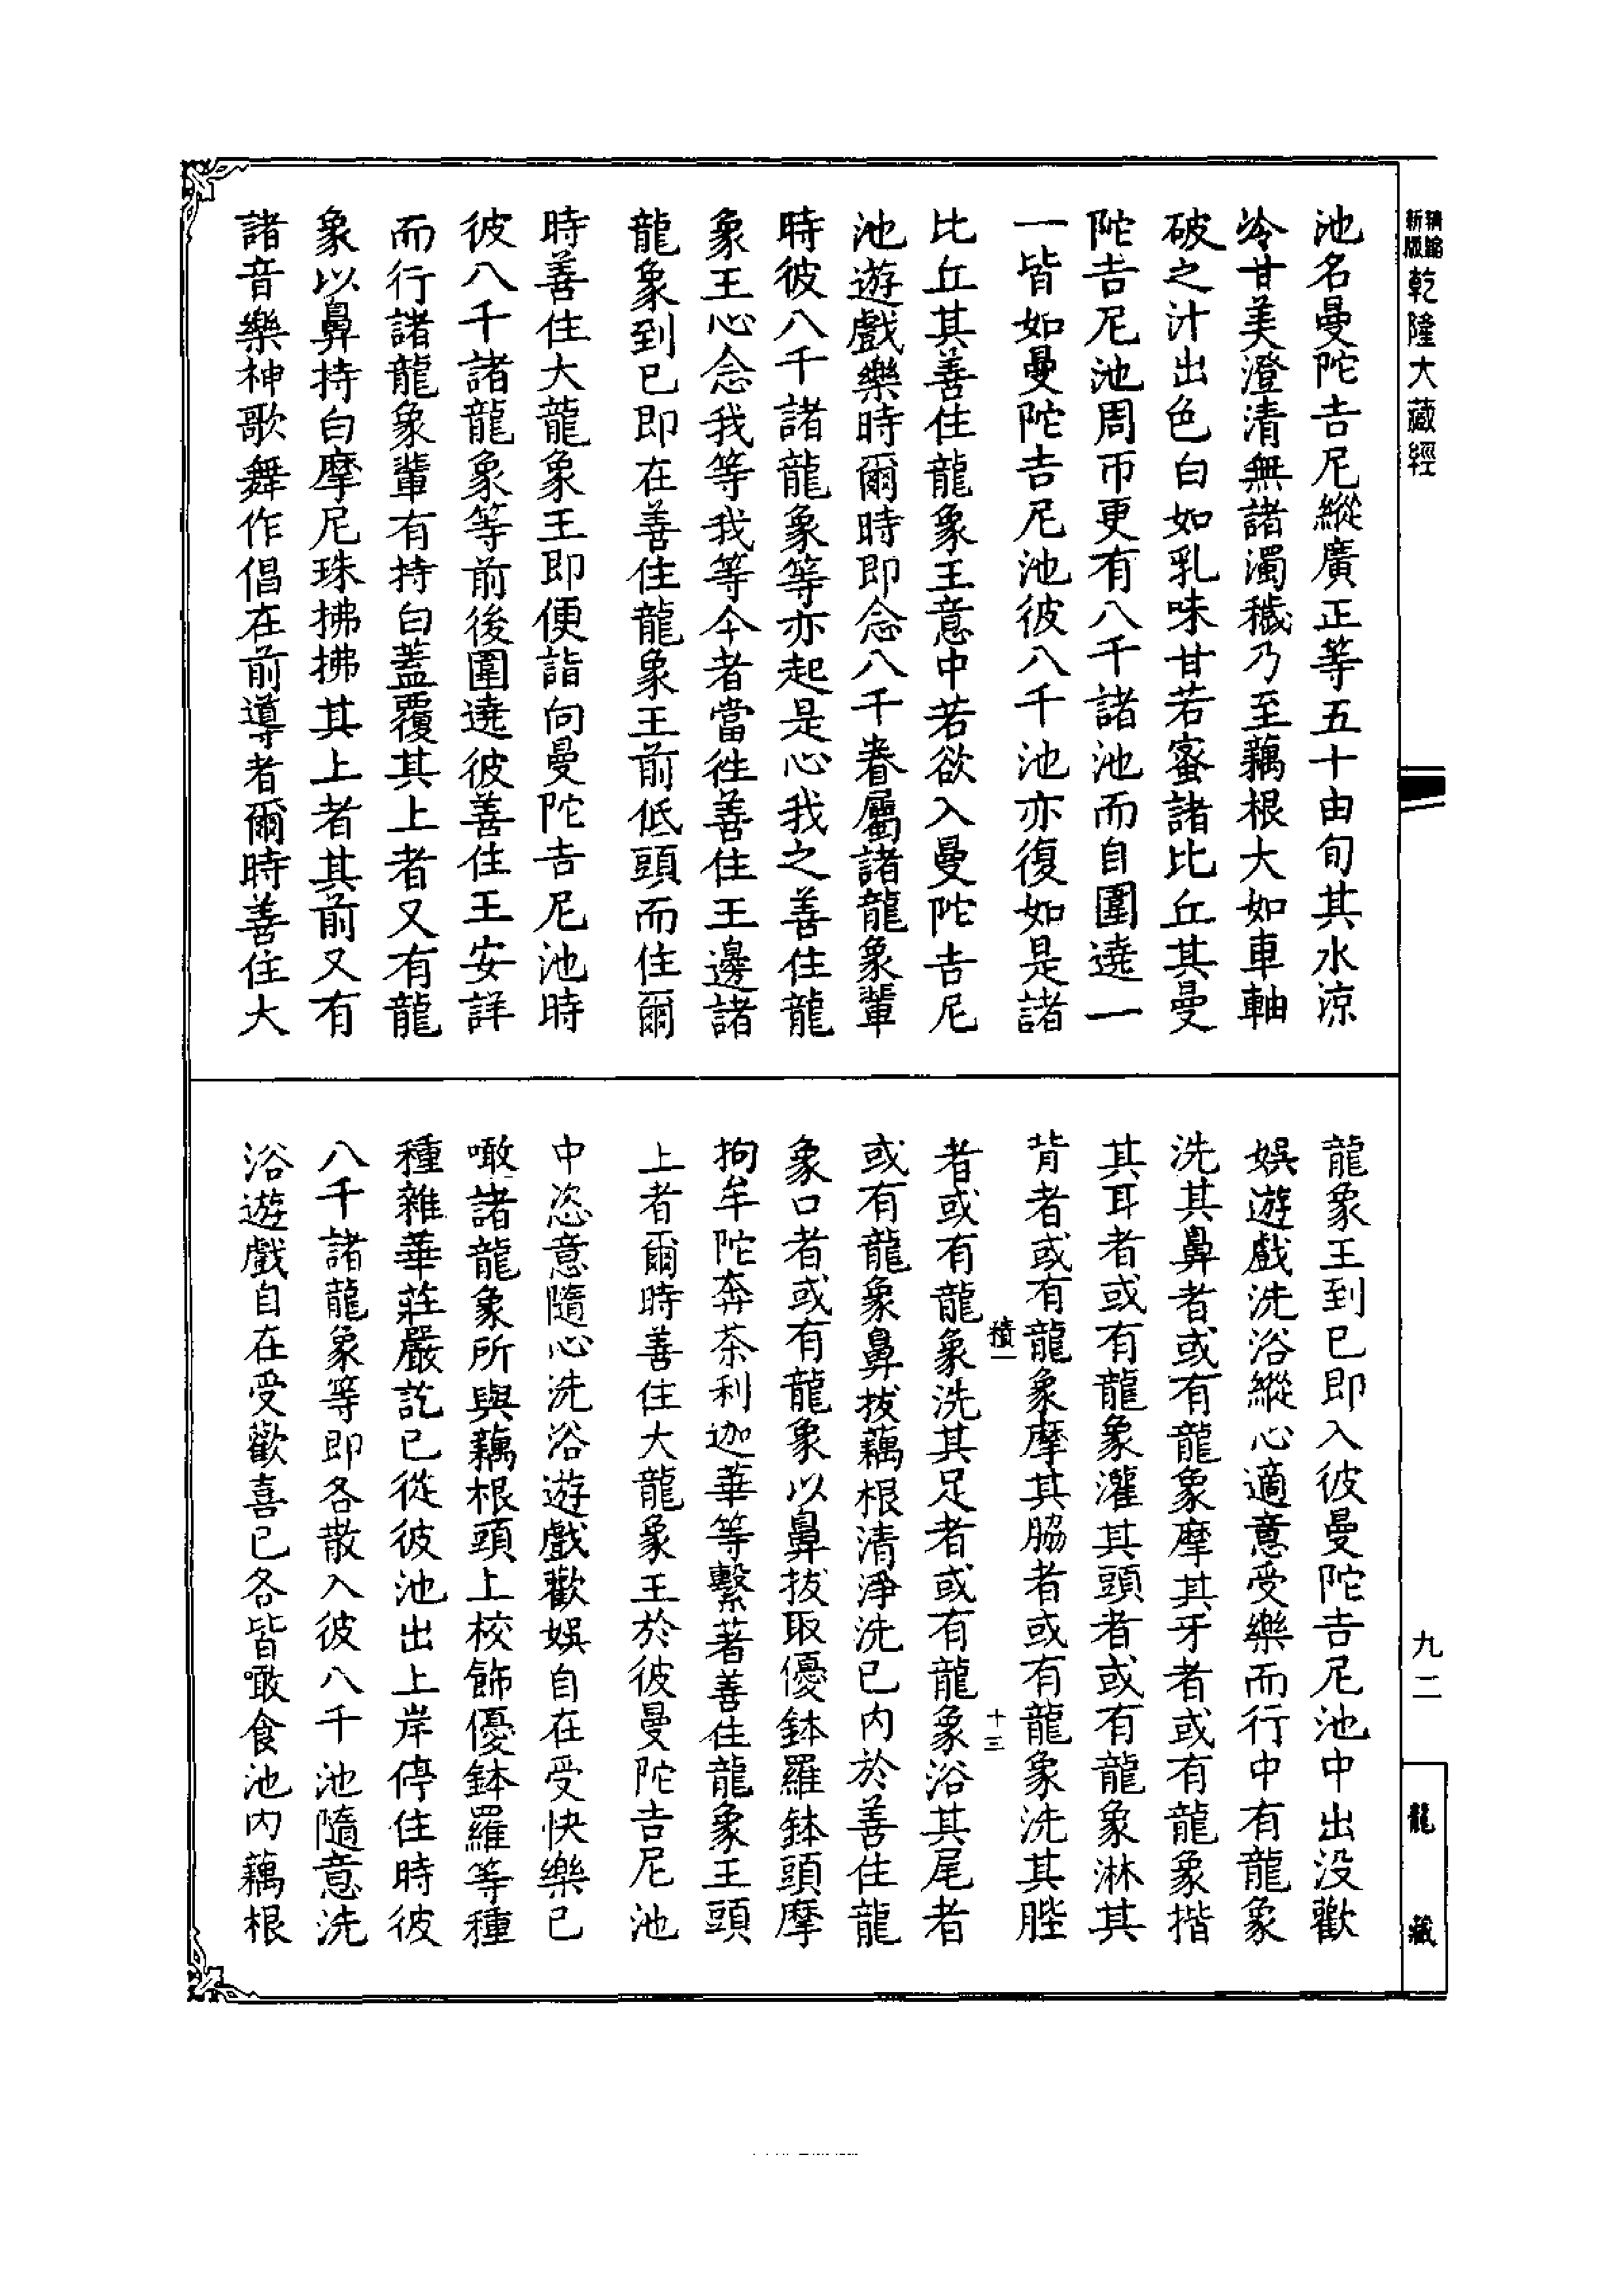 新編縮版 乾隆大藏經
池名曼陀吉尼縱廣正等五十由旬其水涼
冷甘美澄清無諸濁穢乃至藕根大如車軸
破之汁出色白如乳味甘若蜜諸比丘其曼
陀吉尼池周帀更有八千諸池而自圍遶一
一皆如曼陀吉尼池彼八千池亦復如是諸
比丘其善住龍象王意中若欲入曼陀吉尼
池遊戲樂時爾時即念八千眷屬諸龍象輩
時彼八千諸龍象等亦起是心我之善住龍
象王心念我等我等今者當徃善住王邊諸
龍象到已即在善住龍象王前低頭而住爾
時善住大龍象王即便詣向曼陀吉尼池時
彼八千諸龍象等前後圍遶彼善住王安詳
而行諸龍象輩有持白蓋覆其上者又有龍
象以鼻持白摩尼珠拂拂其上者其前又有
諸音樂神歌舞作倡在前導者爾時善住大
龍象王到已即入彼曼陀吉尼池中出没歡
娛遊戲洗浴縱心適意受樂而行中有龍象
洗其鼻者或有龍象摩其牙者或有龍象揩
其耳者或有龍象灌其頭者或有龍象淋其
背者或有龍象摩其脇者或有龍象洗其䏶
積一 十三
者或有龍象洗其足者或有龍象浴其尾者
或有龍象鼻拔藕根清淨洗已内於善住龍
象口者或有龍象以鼻拔取優鉢羅鉢頭摩
拘牟陀奔茶利迦華等繫著善住龍象王頭
上者爾時善住大龍象王於彼曼陀吉尼池
中恣意隨心洗浴遊戲歡娛自在受快樂已
噉諸龍象所與藕根頭上校飾優鉢羅等種
種雜華莊嚴訖已從彼池出上岸停住時彼
八千諸龍象等即各散入彼八千池隨意洗
浴遊戲自在受歡喜已各皆噉食池内藕根
九二
龍藏